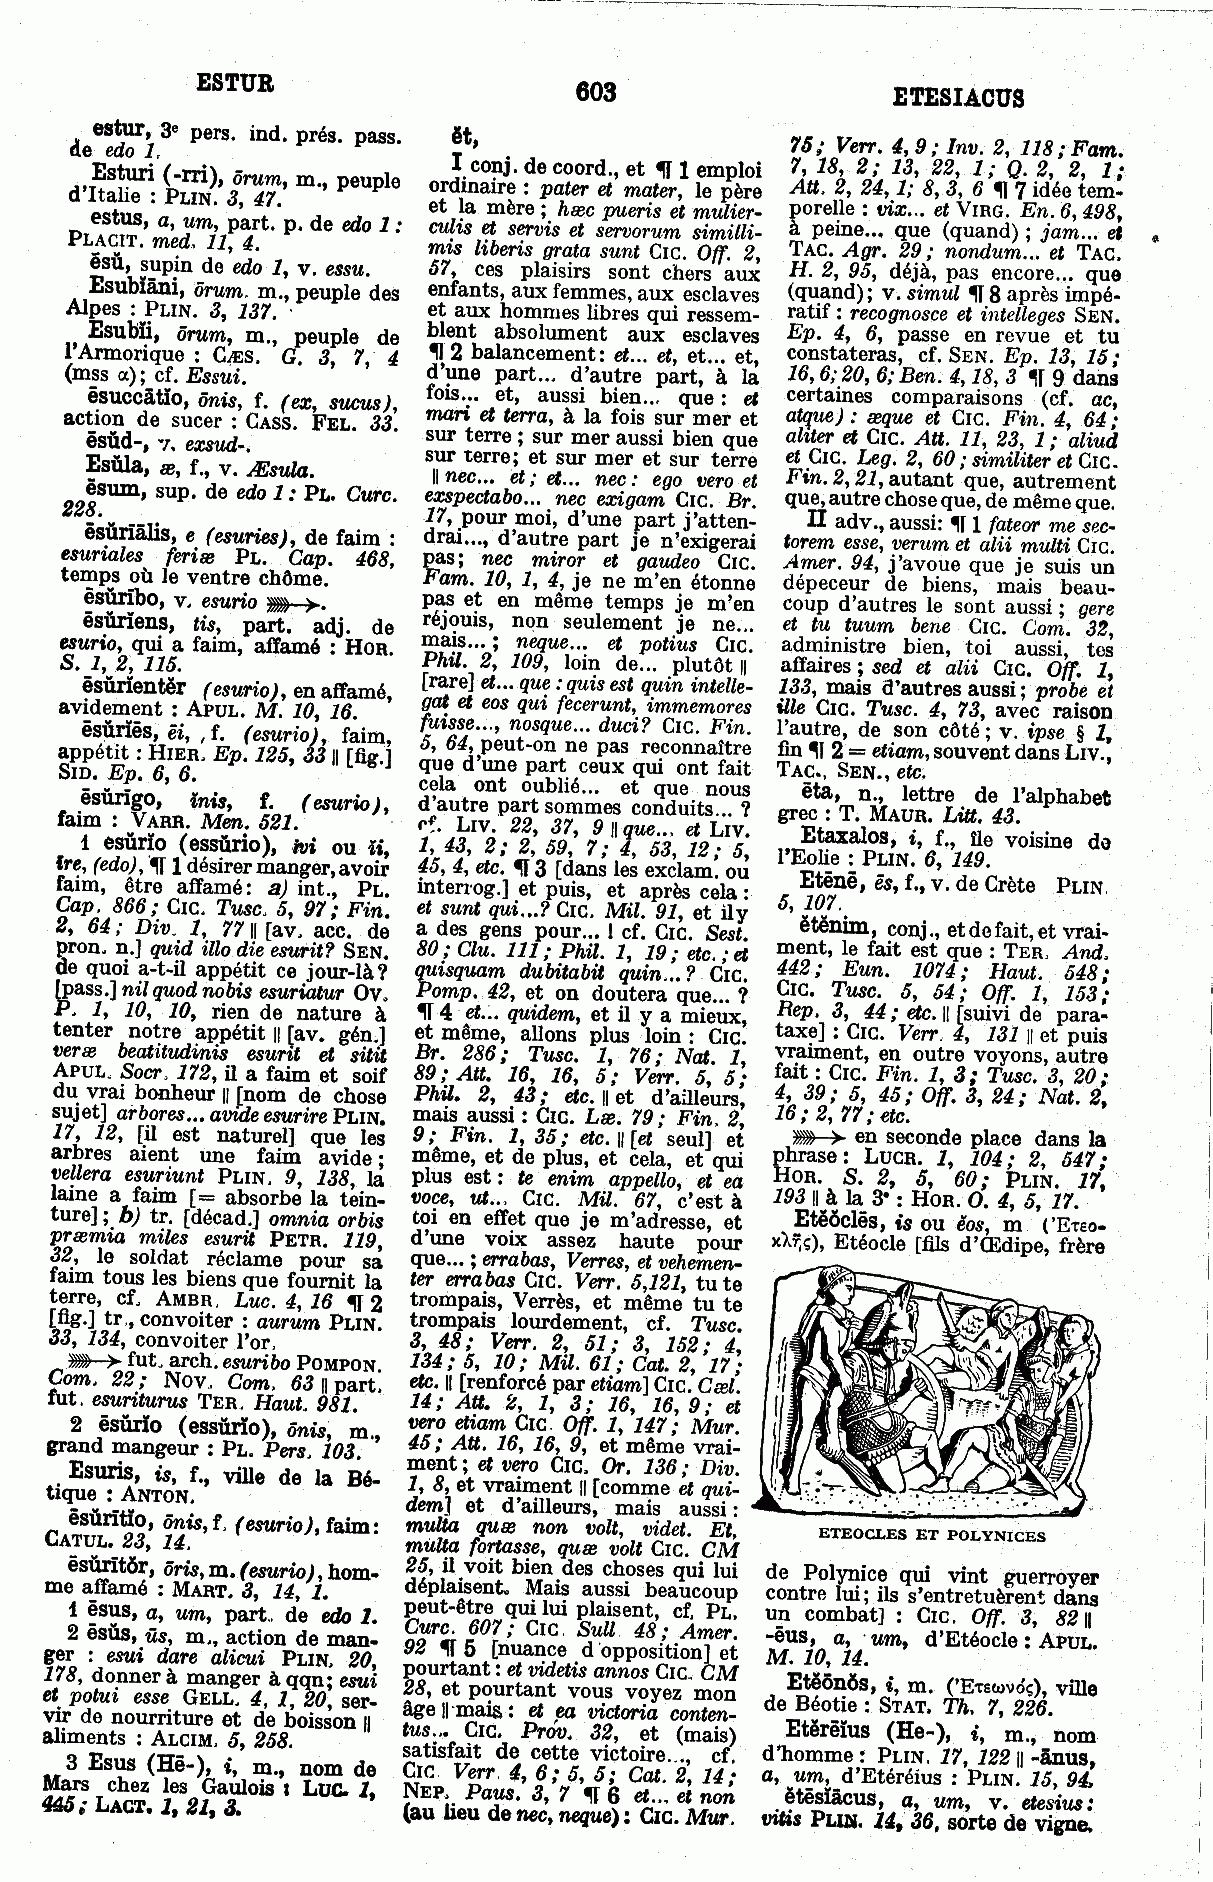 ESTUR
603
ETESIACUS
estur, 3e pers. ind. prés. pass.
de edo 1.
Esturi (-rri), ōrum, m., peuple
d'Italie : PLIN. 3, 47.
estus, a, um, part. p. de edo 1 :
PLACIT. med. 11, 4.
ēsŭ, supin de edo 1, v. essu.
Esubĭāni, ōrum. m., peuple des
Alpes : PLIN. 3, 137.
Esubĭi, ōrum, m., peuple de
l'Armorique : CÆS. G. 3, 7, 4
(mss α); cf. Essui.
ēsuccātĭo, ōnis, f. (ex, sucus),
action de sucer : CASS. FEL. 33.
ēsūd-, v. exsud-.
Esŭla, æ, f., v. Æsula.
ēsum, sup. de edo 1 : PL. Curc.
228.
ēsŭrĭālis, e (esuries), de faim :
esuriales feriæ PL. Cap. 468,
temps où le ventre chôme.
ēsŭrībo, v. esurio ⟫⟶.
ēsŭrĭens, tis, part. adj. de
esurio, qui a faim, affamé : HOR.
S. 1, 2, 115.
ēsŭrĭentĕr (esurio), en affamé,
avidement : APUL. M. 10, 16.
ēsŭrĭēs, ēi, f. (esurio), faim,
appétit : HIER. Ep. 125, 33 ‖ [fig.]
SID. Ep. 6, 6.
ēsŭrīgo, ĭnis, f. (esurio),
faim : VARR. Men. 521.
1 esŭrĭo (essŭrio), īvi ou ĭi,
īre, (edo), ¶ 1 désirer manger, avoir
faim, être affamé : a) int., PL.
Cap. 866; CIC. Tusc. 5, 97; Fin.
2, 64; Div. 1, 77 ‖ [av. acc. de
pron. n.] quid illo die esurit? SEN.
de quoi a-t-il appétit ce jour-là?
[pass.] nil quod nobis esuriatur OV.
P. 1, 10, 10, rien de nature à
tenter notre appétit ‖ [av. gén.]
veræ beatitudinis esurit et sitit
APUL. Socr. 172, il a faim et soif
du vrai bonheur ‖ [nom de chose
sujet] arbores... avide esurire PLIN.
17, 12, [il est naturel] que les
arbres aient une faim avide;
vellera esuriunt PLIN. 9, 138, la
laine a faim [= absorbe la tein-
ture]; b) tr. [décad.] omnia orbis
præmia miles esurit PETR. 119,
32, le soldat réclame pour sa
faim tous les biens que fournit la
terre, cf. AMBR. Luc. 4, 16 ¶ 2
[fig.] tr., convoiter : aurum PLIN.
33, 134, convoiter l'or.
⟫⟶ fut. arch. esuribo POMPON.
Com. 22; NOV. Com. 63 ‖ part.
fut. esuriturus TER. Haut. 981.
2 ēsŭrĭo (essŭrĭo), ōnis, m.,
grand mangeur : PL. Pers. 103.
Esuris, is, f., ville de la Bé-
tique : ANTON.
ēsŭrītĭo, ōnis, f. (esurio), faim :
CATUL. 23, 14.
ēsŭrītŏr, ōris, m. (esurio), hom-
me affamé : MART. 3, 14, 1.
1 ēsus, a, um, part. de edo 1.
2 ēsŭs, ūs, m., action de man-
ger : esui dare alicui PLIN. 20,
178, donner à manger à qqn; esui
et potui esse GELL. 4, 1, 20, ser-
vir de nourriture et de boisson ‖
aliments : ALCIM. 5, 258.
3 Esus (Hē-), i, m., nom de
Mars chez les Gaulois : LUC. 1,
445; LACT. 1, 21, 3.
ĕt,
I conj. de coord., et ¶ 1 emploi
ordinaire : pater et mater, le père
et la mère; hæc pueris et mulier-
culis et servis et servorum simillī-
mis liberis grata sunt CIC. Off. 2,
57, ces plaisirs sont chers aux
enfants, aux femmes, aux esclaves
et aux hommes libres qui ressem-
blent absolument aux esclaves
¶ 2 balancement : et... et, et... et,
d'une part... d'autre part, à la
fois... et, aussi bien... que : et
mari et terra, à la fois sur mer et
sur terre; sur mer aussi bien que
sur terre; et sur mer et sur terre
‖ nec... et; et... nec : ego vero et
exspectabo... nec exigam CIC. Br.
17, pour moi, d'une part j'atten-
drai..., d'autre part je n'exigerai
pas; nec miror et gaudeo CIC.
Fam. 10, 1, 4, je ne m'en étonne
pas et en même temps je m'en
réjouis, non seulement je ne...
mais...; neque... et potius CIC.
Phil. 2, 109, loin de... plutôt ‖
[rare] et... que : quis est quin intelle-
gat et eos qui fecerunt, immemores
fuisse..., nosque... duci? CIC. Fin.
5, 64, peut-on ne pas reconnaître
que d'une part ceux qui ont fait
cela ont oublié... et que nous
d'autre part sommes conduits...?
cf. LIV. 22, 37, 9 ‖ que... et LIV.
1, 43, 2; 2, 59, 7; 4, 53, 12; 5,
45, 4, etc. ¶ 3 [dans les exclam. ou
interrog.] et puis, et après cela :
et sunt qui...? CIC. Mil. 91, et il y
a des gens pour...! cf. CIC. Sest.
80; Clu. 111; Phil. 1, 19; etc.; et
quisquam dubitabit quin...? CIC.
Pomp. 42, et on doutera que...?
¶ 4 et... quidem, et il y a mieux,
et même, allons plus loin : CIC.
Br. 286; Tusc. 1, 76; Nat. 1,
89; Att. 16, 16, 5; Verr. 5, 5;
Phil. 2, 43; etc. ‖ et d'ailleurs,
mais aussi : CIC. Læ. 79; Fin. 2,
9; Fin. 1, 35; etc. ‖ [et seul] et
même, et de plus, et cela, et qui
plus est : te enim appello, et ea
voce, ut... CIC. Mil. 67, c'est à
toi en effet que je m'adresse, et
d'une voix assez haute pour
que...; errabas, Verres, et vehemen-
ter errabas CIC. Verr. 5, 121, tu te
trompais, Verrès, et même tu te
trompais lourdement, cf. Tusc.
3, 48; Verr. 2, 51; 3, 152; 4,
134; 5, 10; Mil. 61; Cat. 2, 17;
etc. ‖ [renforcé par etiam] CIC. Cæl.
14; Att. 2, 1, 3; 16, 16, 9; et
vero etiam CIC. Off. 1, 147; Mur.
45; Att. 16, 16, 9, et même vrai-
ment; et vero CIC. Or. 136; Div.
1, 8, et vraiment ‖ [comme et qui-
dem] et d'ailleurs, mais aussi :
multa quæ non volt, videt. Et,
multa fortasse, quæ volt CIC. CM
25, il voit bien des choses qui lui
déplaisent. Mais aussi beaucoup
peut-être qui lui plaisent, cf. PL.
Curc. 607; CIC. Sull. 48; Amer.
92 ¶ 5 [nuance d'opposition] et
pourtant : et videtis annos CIC. CM
28, et pourtant vous voyez mon
âge ‖ mais : et ea victoria conten-
tus... CIC. Prov. 32, et (mais)
satisfait de cette victoire..., cf.
CIC. Verr. 4, 6; 5, 5; Cat. 2, 14;
NEP. Paus. 3, 7 ¶ 6 et... et non
(au lieu de nec, neque) : CIC. Mur.
75; Verr. 4, 9; Inv. 2, 118; Fam.
7, 18, 2; 13, 22, 1; Q. 2, 2, 1;
Att. 2, 24, 1; 8, 3, 6 ¶ 7 idée tem-
porelle : vix... et VIRG. En. 6, 498,
à peine... que (quand); jam... et
TAC. Agr. 29; nondum... et TAC.
H. 2, 95, déjà, pas encore... que
(quand); v. simul ¶ 8 après impé-
ratif : recognosce et intelleges SEN.
Ep. 4, 6, passe en revue et tu
constateras, cf. SEN. Ep. 13, 15;
16, 6; 20, 6; Ben. 4, 18, 3 ¶ 9 dans
certaines comparaisons (cf. ac,
atque) : æque et CIC. Fin. 4, 64;
aliter et CIC. Att. 11, 23, 1; aliud
et CIC. Leg. 2, 60; similiter et CIC.
Fin. 2, 21, autant que, autrement
que, autre chose que, de même que.
II adv., aussi : ¶ 1 fateor me sec-
torem esse, verum et alii multi CIC.
Amer. 94, j'avoue que je suis un
dépeceur de biens, mais beau-
coup d'autres le sont aussi; gere
et tu tuum bene CIC. Com. 32,
administre bien, toi aussi, tes
affaires; sed et alii CIC. Off. 1,
133, mais d'autres aussi; probe et
ille CIC. Tusc. 4, 73, avec raison
l'autre, de son côté; v. ipse § 1,
fin ¶ 2 = etiam, souvent dans LIV.,
TAC., SEN., etc.
ēta, n., lettre de l'alphabet
grec : T. MAUR. Litt. 43.
Etaxalos, i, f., île voisine de
l'Eolie : PLIN. 6, 149.
Etēnē, ēs, f., v. de Crète PLIN.
5, 107.
ĕtĕnim, conj., et de fait, et vrai-
ment, le fait est que : TER. And.
442; Eun. 1074; Haut. 548;
CIC. Tusc. 5, 54; Off. 1, 153;
Rep. 3, 44; etc. ‖ [suivi de para-
taxe] : CIC. Verr. 4, 131 ‖ et puis
vraiment, en outre voyons, autre
fait : CIC. Fin. 1, 3; Tusc. 3, 20;
4, 39; 5, 45; Off. 3, 24; Nat. 2,
16; 2, 77; etc.
⟫⟶ en seconde place dans la
phrase : LUCR. 1, 104; 2, 547;
HOR. S. 2, 5, 60; PLIN. 17,
193 ‖ à la 3e : HOR. O. 4, 5, 17.
Etĕŏclēs, is ou ĕos, m. (Ἐτεο-
κλῆς), Etéocle [fils d'Œdipe, frère
ETEOCLES ET POLYNICES
de Polynice qui vint guerroyer
contre lui; ils s'entretuèrent dans
un combat] : CIC. Off. 3, 82 ‖
-ēus, a, um, d'Etéocle : APUL.
M. 10, 14.
Etĕōnŏs, i, m. (Ἐτεωνός), ville
de Béotie : STAT. Th. 7, 226.
Etĕrēĭus (He-), i, m., nom
d'homme : PLIN. 17, 122 ‖ -ānus,
a, um, d'Etéréius : PLIN. 15, 94.
ĕtēsĭăcus, a, um, v. etesius :
vitis PLIN. 14, 36, sorte de vigne.